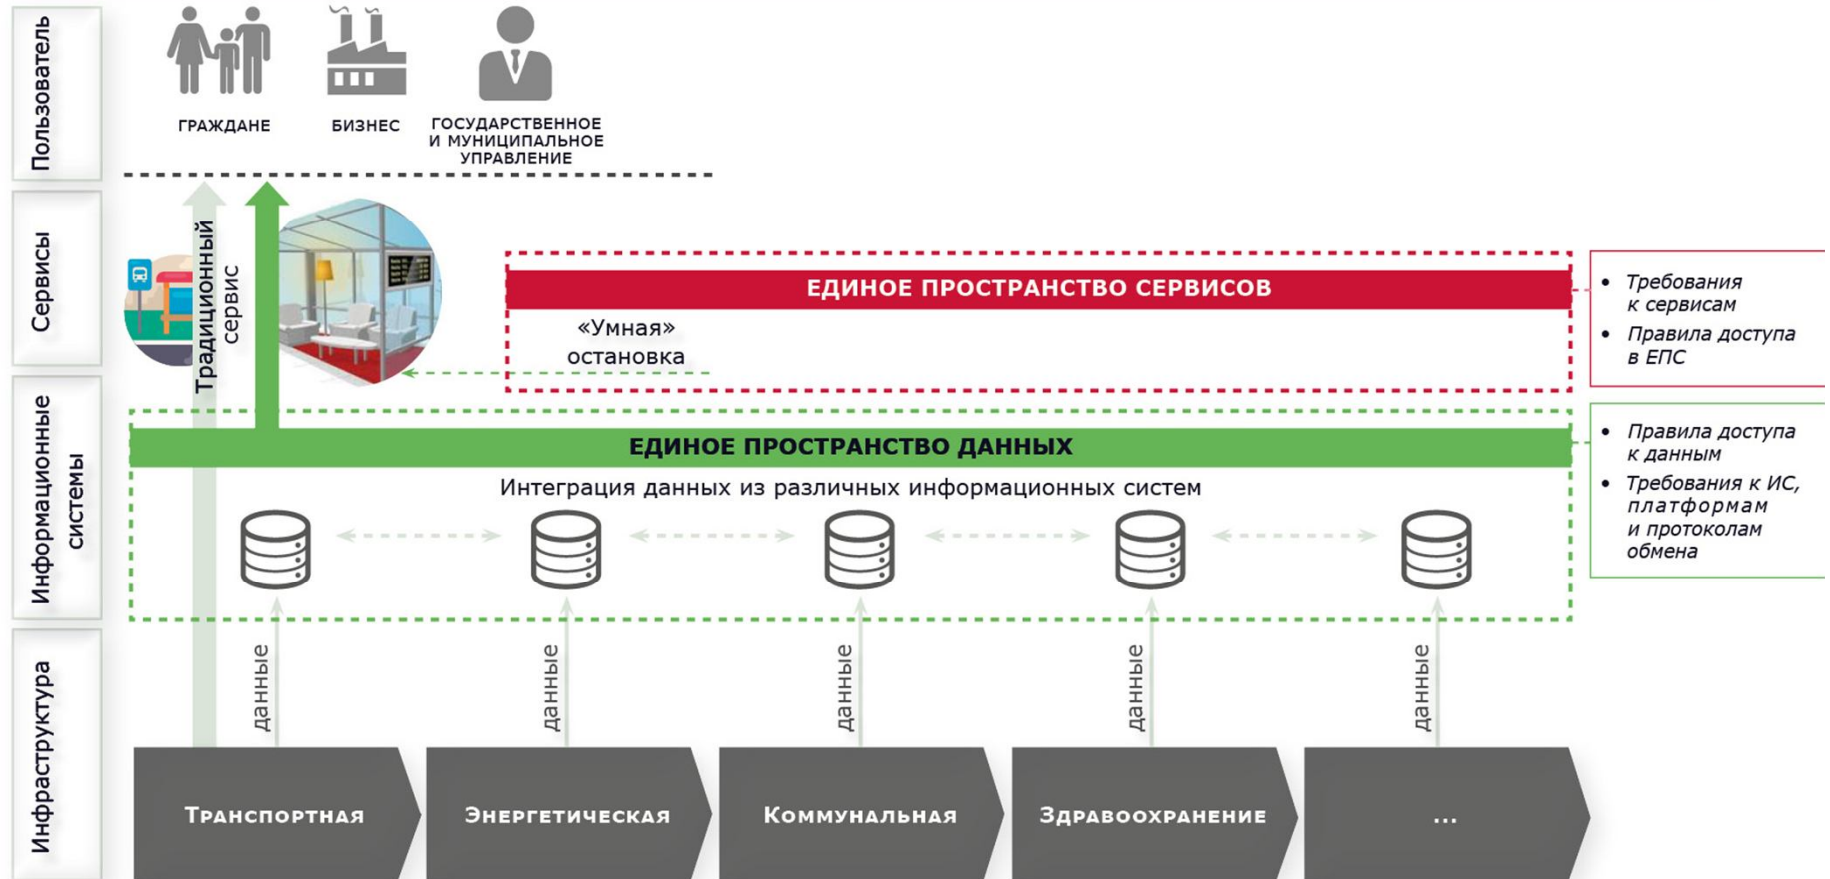 Пользователь
ГРАЖДАНЕ
БИЗНЕС
ГОСУДАРСТВЕННОЕ
И МУНИЦИПАЛЬНОЕ
УПРАВЛЕНИЕ
Сервисы
Традиционный
сервис
ЕДИНОЕ ПРОСТРАНСТВО СЕРВИСОВ
«Умная»
остановка
• Требования
к сервисам
• Правила доступа
в ЕПС
Информационные
системы
ЕДИНОЕ ПРОСТРАНСТВО ДАННЫХ
Интеграция данных из различных информационных систем
• Правила доступа
к данным
• Требования к ИС,
платформам
и протоколам
обмена
Инфраструктура
данные
данные
данные
данные
данные
ТРАНСПОРТНАЯ
ЭНЕРГЕТИЧЕСКАЯ
КОММУНАЛЬНАЯ
ЗДРАВООХРАНЕНИЕ
...